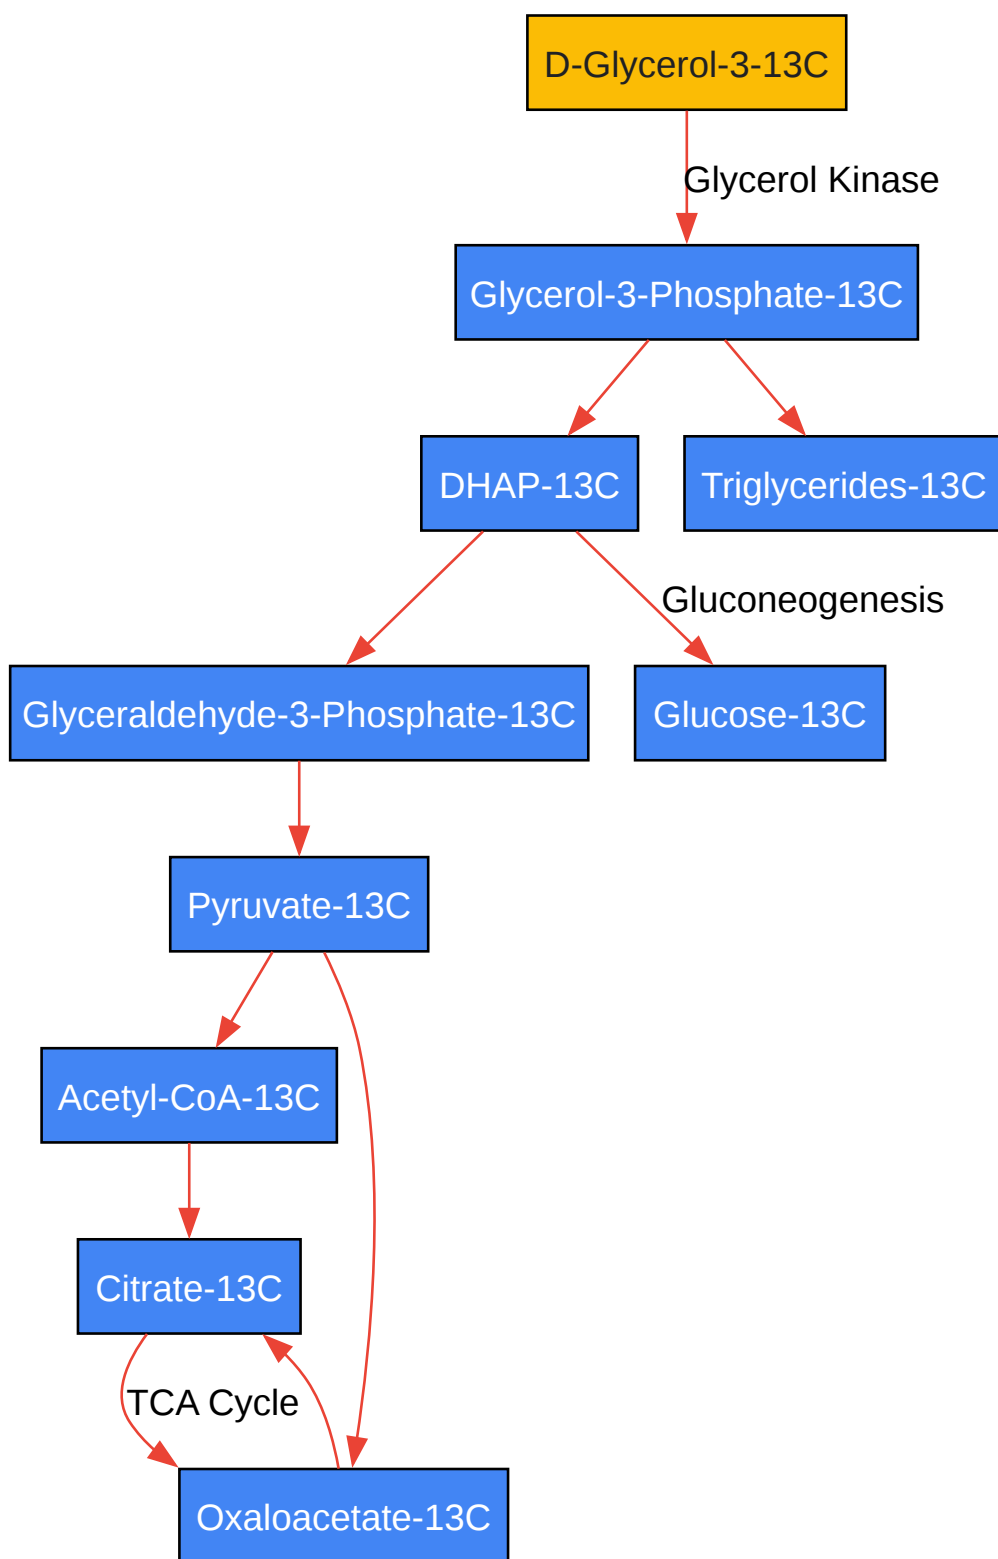 D-Glycerol-3-13C
Glycerol Kinase
Glycerol-3-Phosphate-13C
DHAP-13C
Triglycerides-13C
Gluconeogenesis
Glyceraldehyde-3-Phosphate-13C
Glucose-13C
Pyruvate-13C
Acetyl-CoA-13C
Citrate-13C
TCA Cycle
Oxaloacetate-13C